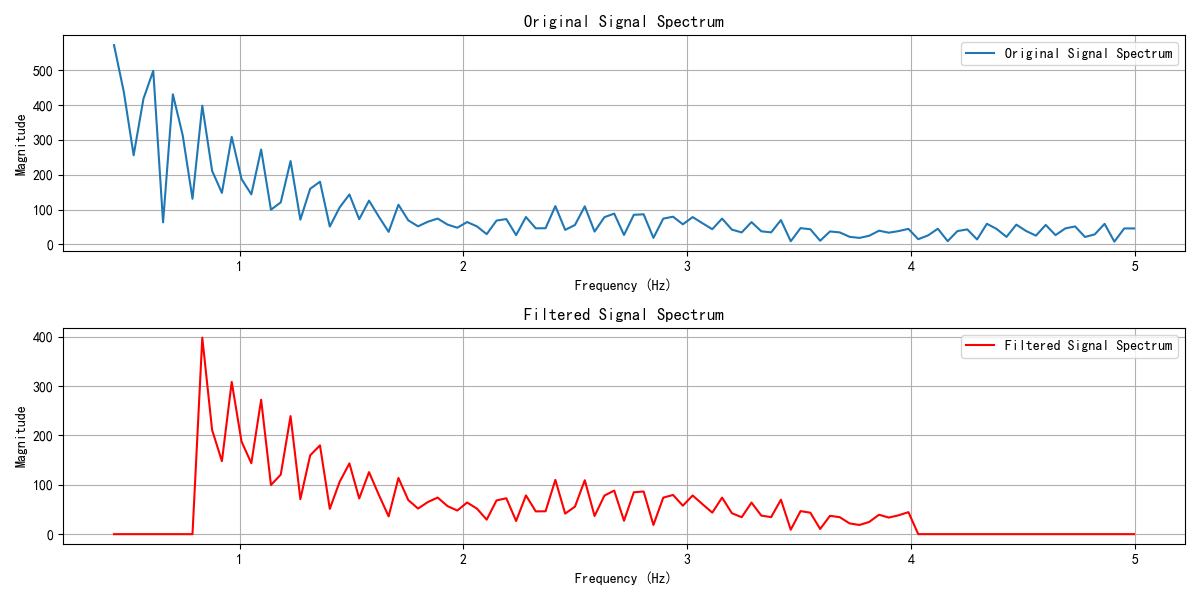 Original Signal Spectrum
Original Signal Spectrum
Magnitude
500
400
300
200
100
0
1
2
3
4
5
Frequency (Hz)
Filtered Signal Spectrum
Filtered Signal Spectrum
Magnitude
400
300
200
100
0
1
2
3
4
5
Frequency (Hz)